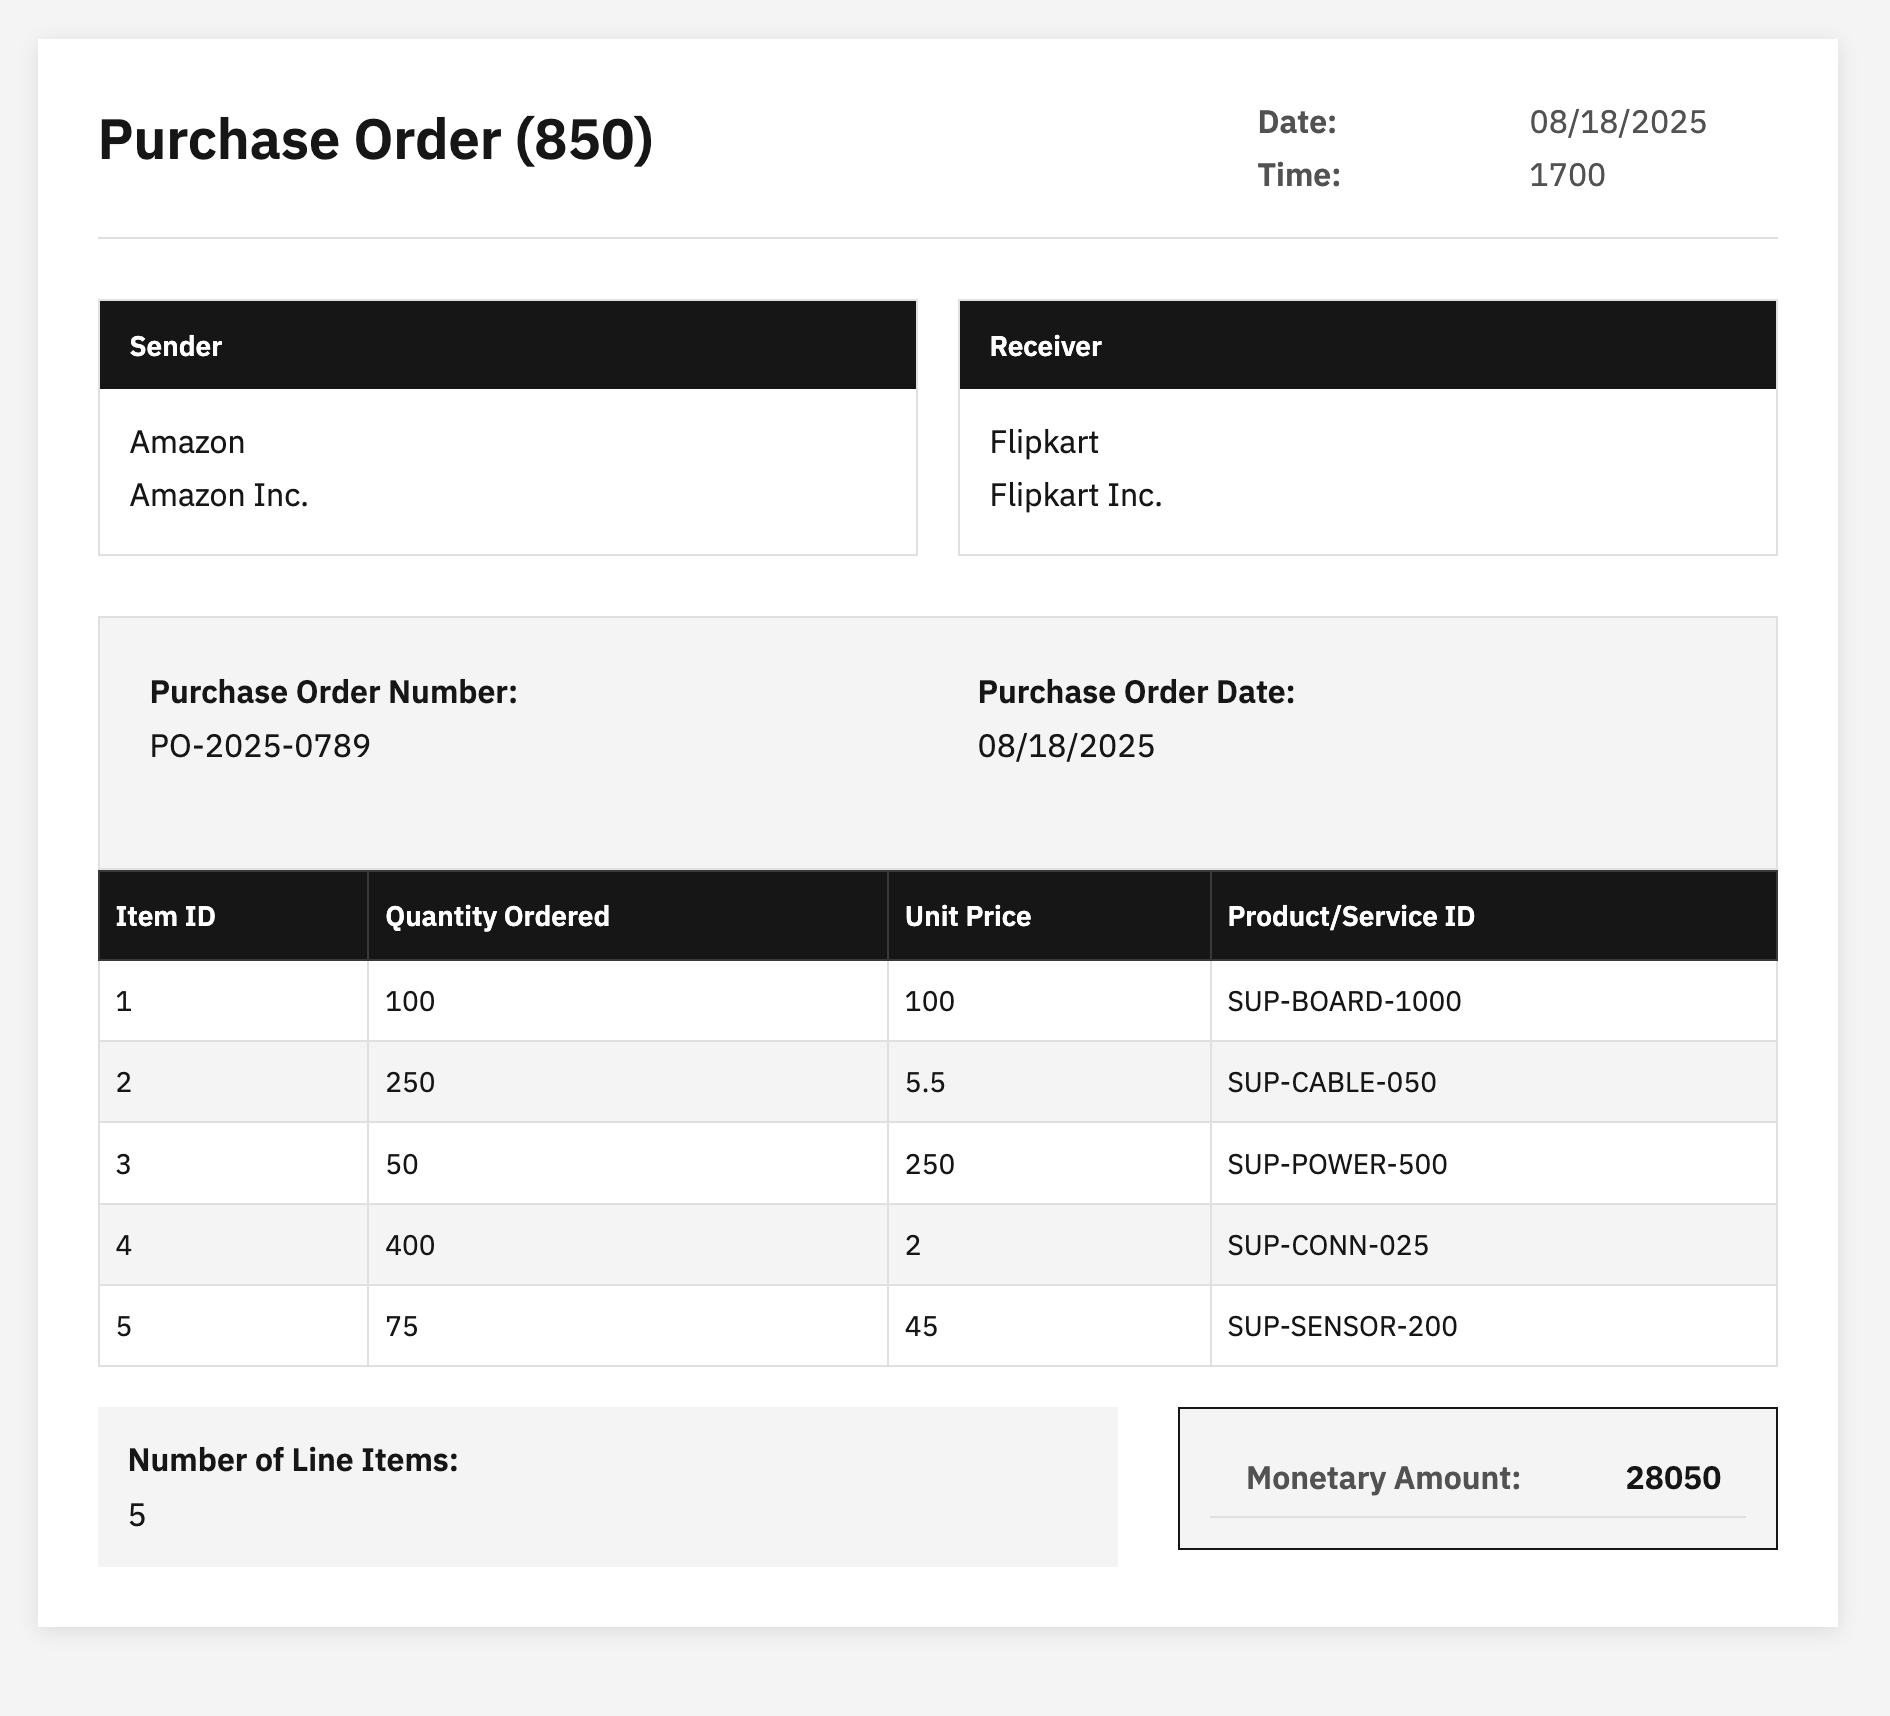 Purchase Order (850)
Date: 08/18/2025
Time: 1700
Sender
Amazon
Amazon Inc.
Receiver
Flipkart
Flipkart Inc.
Purchase Order Number:
PO-2025-0789
Purchase Order Date:
08/18/2025
Item ID Quantity Ordered Unit Price Product/Service ID
1 100 100 SUP-BOARD-1000
2 250 5.5 SUP-CABLE-050
3 50 250 SUP-POWER-500
4 400 2 SUP-CONN-025
5 75 45 SUP-SENSOR-200
Number of Line Items:
5
Monetary Amount: 28050